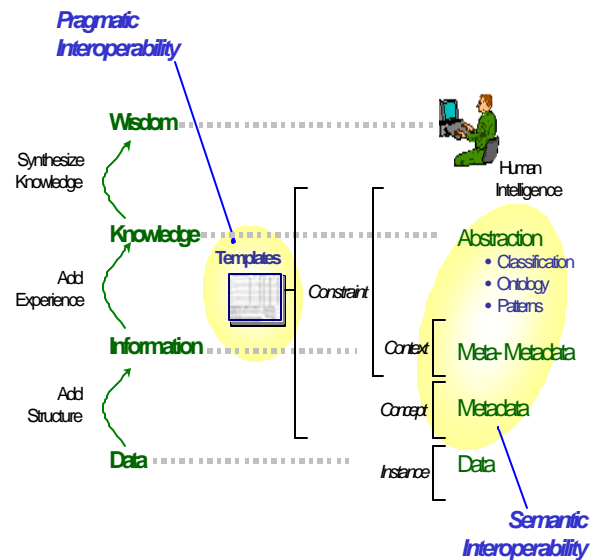 Pragmatic
Interoperability
Wisdom
Synthesize
Knowledge
Human
Intelligence
Knowledge
Templates
Abstraction
• Classification
• Ontology
• Patterns
Add
Experience
Constraint
Information
Context
Meta-Metadata
Add
Structure
Concept
Metadata
Data
Instance
Data
Semantic
Interoperability